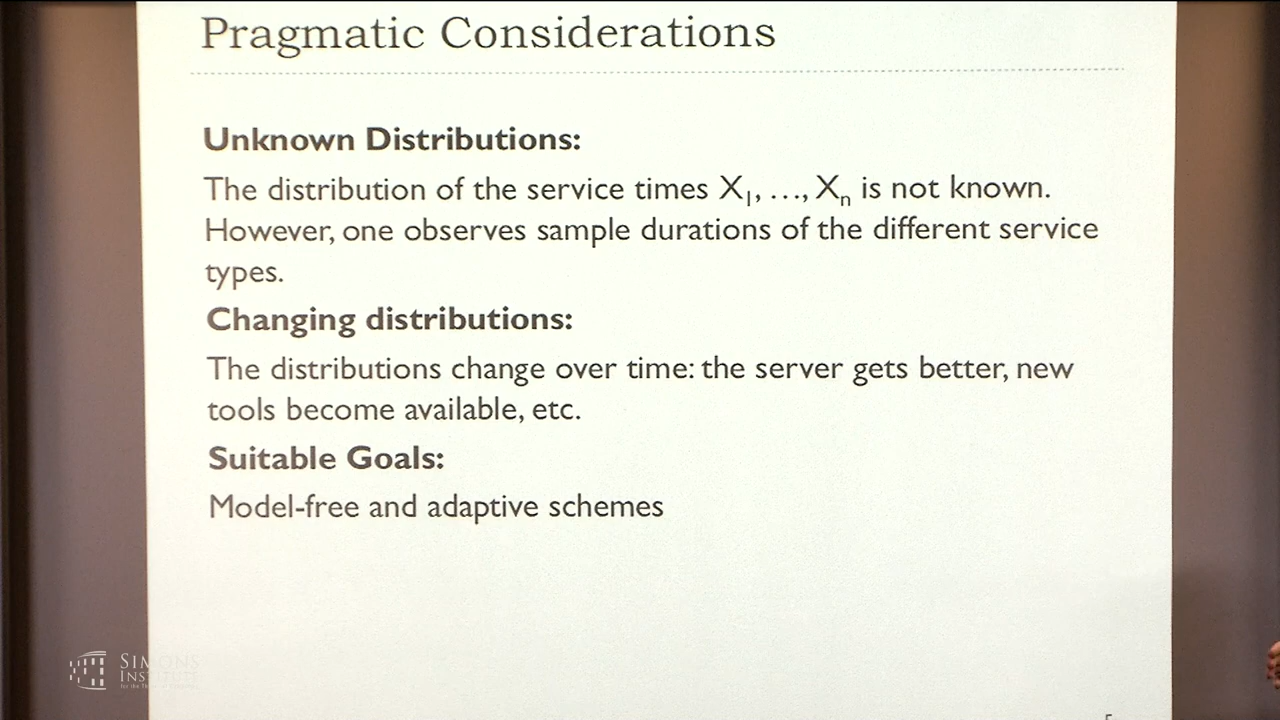 Pragmatic Considerations
Unknown Distributions:
The distribution of the service times X₁, …, Xₙ is not known.
However, one observes sample durations of the different service
types.
Changing distributions:
The distributions change over time: the server gets better, new
tools become available, etc.
Suitable Goals:
Model-free and adaptive schemes
SIMONS
INSTITUTE